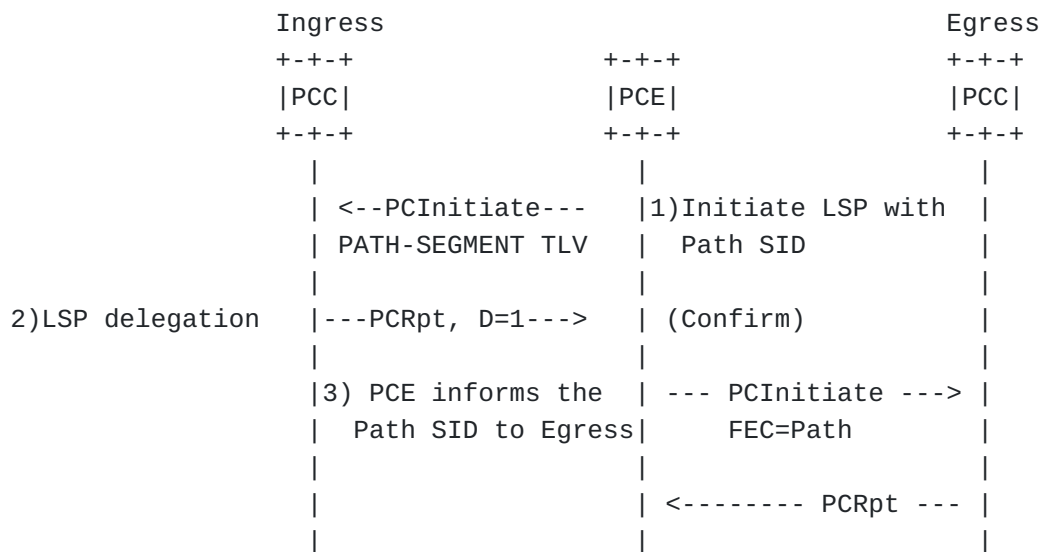 Ingress                                  Egress
                 +-+-+                +-+-+                 +-+-+
                 |PCC|                |PCE|                 |PCC|
                 +-+-+                +-+-+                 +-+-+
                   |                    |                     |
                   | <--PCInitiate---   |1)Initiate LSP with  |
                   | PATH-SEGMENT TLV   |  Path SID           |
                   |                    |                     |
2)LSP delegation   |---PCRpt, D=1--->   | (Confirm)           |
                   |                    |                     |
                   |3) PCE informs the  | --- PCInitiate ---> |
                   |  Path SID to Egress|     FEC=Path        |
                   |                    |                     |
                   |                    | <-------- PCRpt --- |
                   |                    |                     |